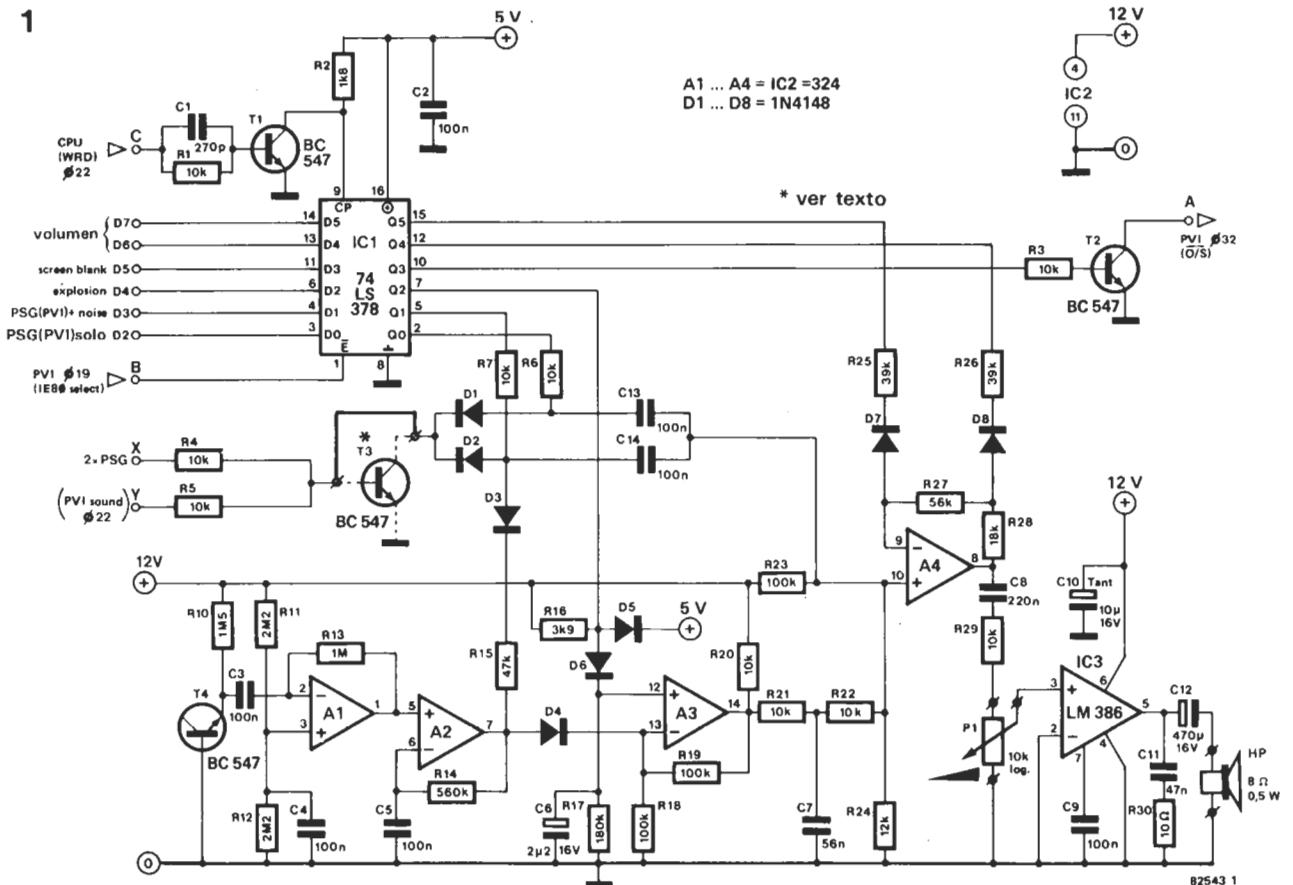 1
5 V
12 V
R2
1k8
C2
100n
A1 ... A4 = IC2 =324
D1 ... D8 = 1N4148
4
IC2
11
0
C1
C
270p
T1
BC
547
CPU
(WRD)
ø22
R1
10k
9
16
CP
* ver texto
A
PVI ø32
(O/S)
T2
BC 547
R3
10k
volumen
D7
D6
screen blank D5
explosion D4
PSG(PVI)+ noise D3
PSG(PVI)solo D2
14
13
11
6
4
3
D5
D4
D3
D2
D1
D0
IC1
74
LS
378
Q5
Q4
Q3
Q2
Q1
Q0
15
12
10
7
5
2
1
8
B
PVI ø19
(IE8ø select)
R7
10k
R6
10k
R25
39k
R26
39k
D1
D2
C13
100n
C14
100n
D7
D8
*
T3
BC 547
X
2×PSG
R4
10k
(PVI sound) Y
ø22
R5
10k
D3
R27
56k
R28
18k
9
10
A4
8
12 V
12V
R10
1M5
R11
2M2
R13
1M
R23
100k
R16
3k9
D5
5 V
C8
220n
R29
10k
C10
Tant
10µ
16V
T4
BC 547
C3
100n
2
3
A1
1
5
6
A2
7
R15
47k
D4
D6
R20
10k
12
13
A3
14
R21
10k
R22
10k
IC3
LM 386
3
2
6
5
4
7
P1
10k
log.
C12
470µ
16V
C11
47n
HP
8 Ω
0,5 W
R14
560k
R19
100k
R12
2M2
C4
100n
C5
100n
C6
2µ2
16V
R17
180k
R18
100k
C7
56n
R24
12k
C9
100n
R30
10Ω
0
82543 1